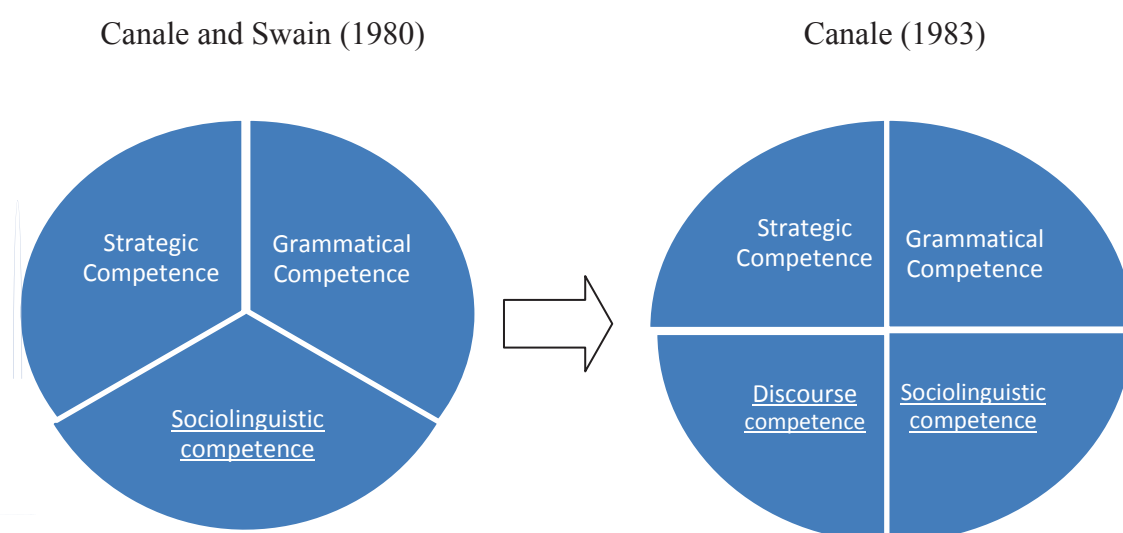 Canale and Swain (1980)
Canale (1983)
Strategic
Competence
Grammatical
Competence
Sociolinguistic
competence
Strategic
Competence
Grammatical
Competence
Discourse
competence
Sociolinguistic
competence